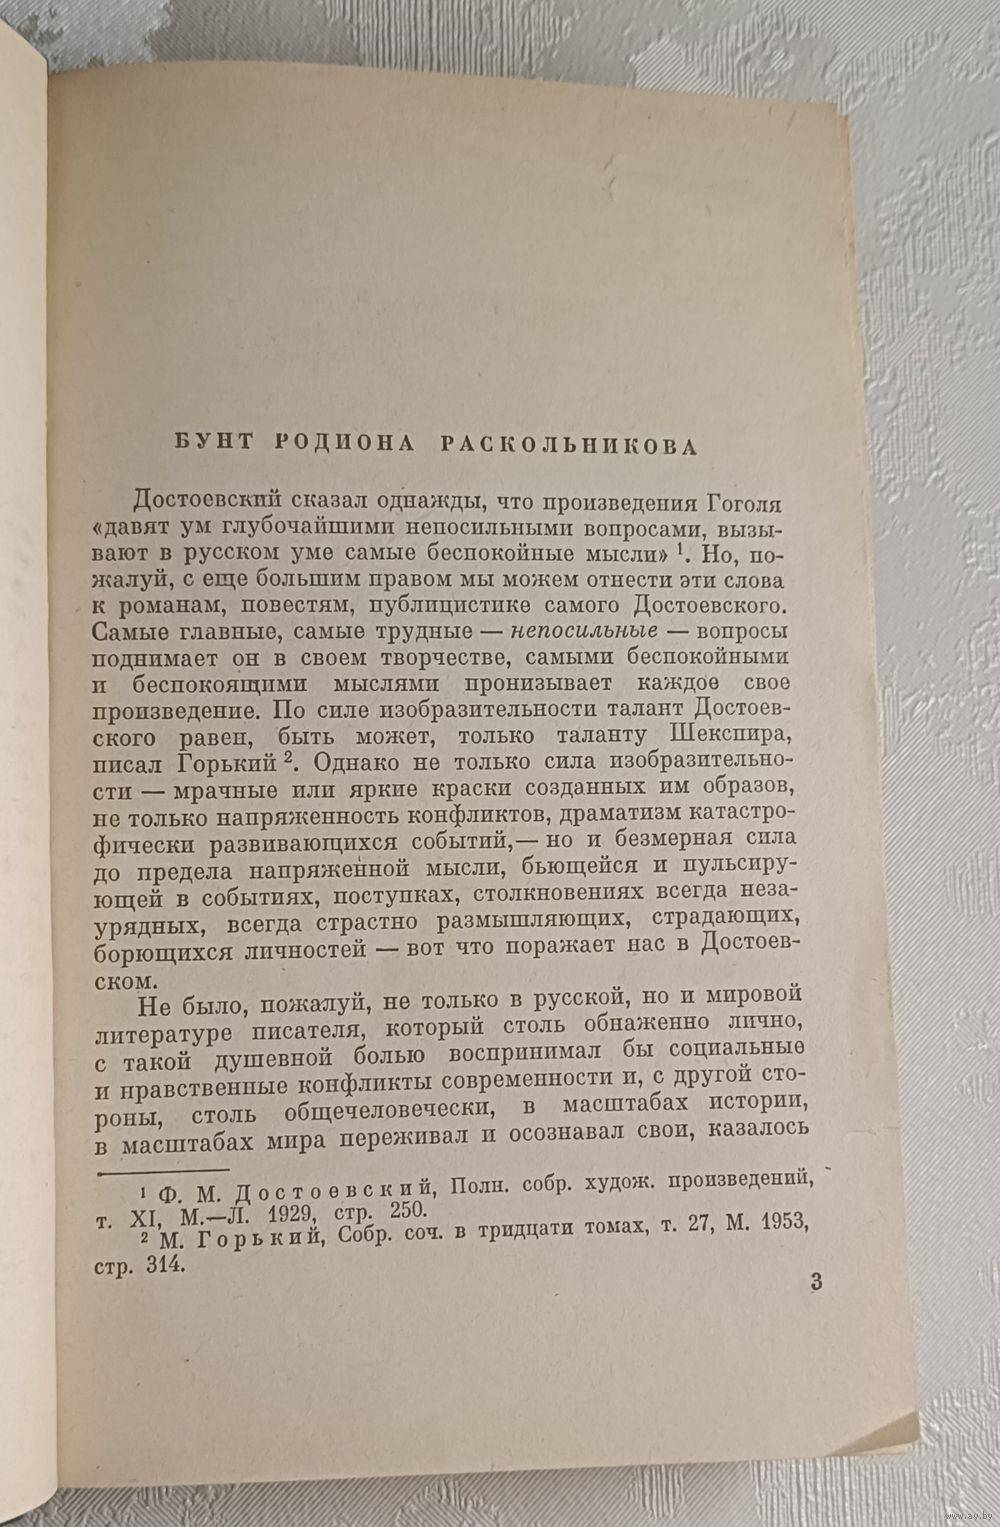 БУНТ РОДИОНА РАСКОЛЬНИКОВА
Достоевский сказал однажды, что произведения Гоголя
«давят ум глубочайшими непосильными вопросами, вызы-
вают в русском уме самые беспокойные мысли» ¹. Но, по-
жалуй, с еще большим правом мы можем отнести эти слова
к романам, повестям, публицистике самого Достоевского.
Самые главные, самые трудные — непосильные — вопросы
поднимает он в своем творчестве, самыми беспокойными
и беспокоящими мыслями пронизывает каждое свое
произведение. По силе изобразительности талант Достоев-
ского равен, быть может, только таланту Шекспира,
писал Горький ². Однако не только сила изобразительно-
сти — мрачные или яркие краски созданных им образов,
не только напряженность конфликтов, драматизм катастро-
фически развивающихся событий,— но и безмерная сила
до предела напряженной мысли, бьющейся и пульсиру-
ющей в событиях, поступках, столкновениях всегда неза-
урядных, всегда страстно размышляющих, страдающих,
борющихся личностей — вот что поражает нас в Достоев-
ском.
Не было, пожалуй, не только в русской, но и мировой
литературе писателя, который столь обнаженно лично,
с такой душевной болью воспринимал бы социальные
и нравственные конфликты современности и, с другой сто-
роны, столь общечеловечески, в масштабах истории,
в масштабах мира переживал и осознавал свои, казалось
¹ Ф. М. Достоевский, Полн. собр. худож. произведений,
т. XI, М.—Л. 1929, стр. 250.
² М. Горький, Собр. соч. в тридцати томах, т. 27, М. 1953,
стр. 314.
3
www.ay.by